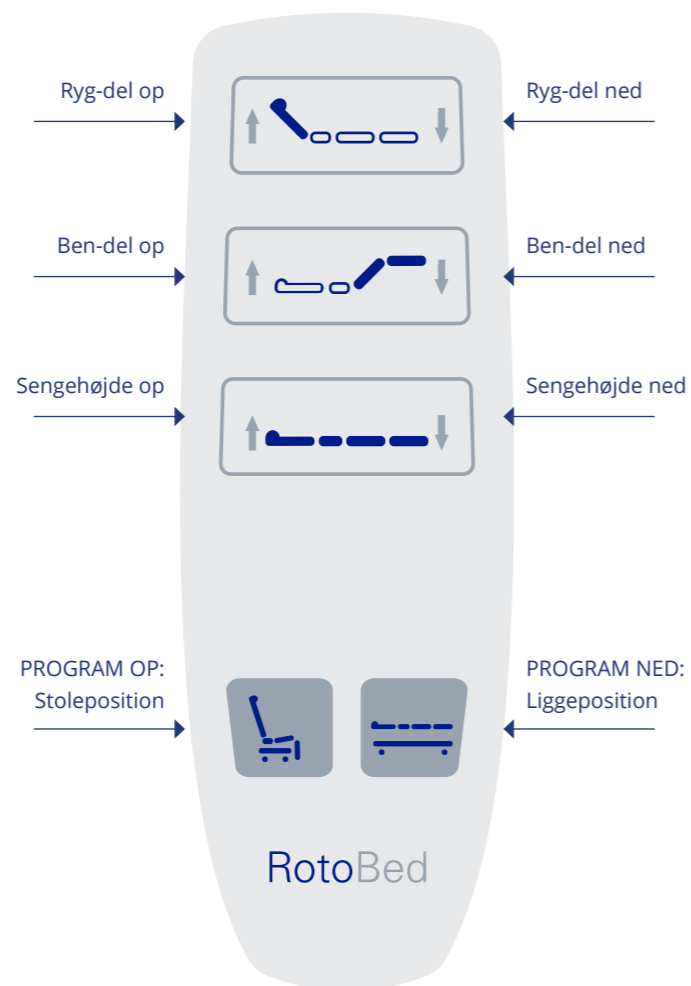 Ryg-del op
Ryg-del ned
Ben-del op
Ben-del ned
Sengehøjde op
Sengehøjde ned
PROGRAM OP:
Stoleposition
PROGRAM NED:
Liggeposition
RotoBed